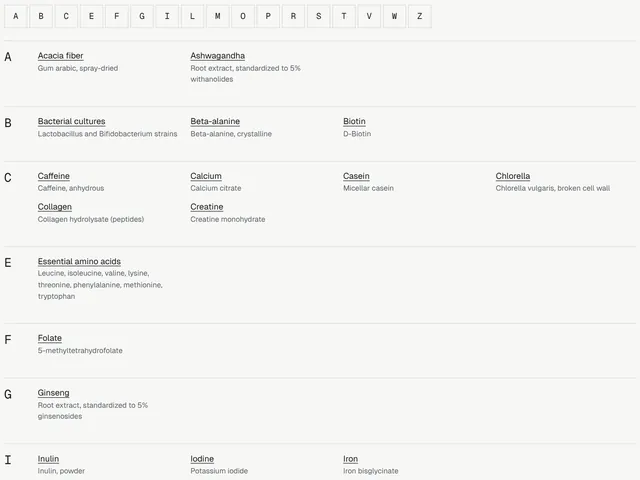 A B C E F G I L M O P R S T V W Z
A
Acacia fiber
Gum arabic, spray-dried
Ashwagandha
Root extract, standardized to 5%
withanolides
B
Bacterial cultures
Lactobacillus and Bifidobacterium strains
Beta-alanine
Beta-alanine, crystalline
Biotin
D-Biotin
C
Caffeine
Caffeine, anhydrous
Calcium
Calcium citrate
Casein
Micellar casein
Chlorella
Chlorella vulgaris, broken cell wall
Collagen
Collagen hydrolysate (peptides)
Creatine
Creatine monohydrate
E
Essential amino acids
Leucine, isoleucine, valine, lysine,
threonine, phenylalanine, methionine,
tryptophan
F
Folate
5-methyltetrahydrofolate
G
Ginseng
Root extract, standardized to 5%
ginsenosides
I
Inulin
Inulin, powder
Iodine
Potassium iodide
Iron
Iron bisglycinate